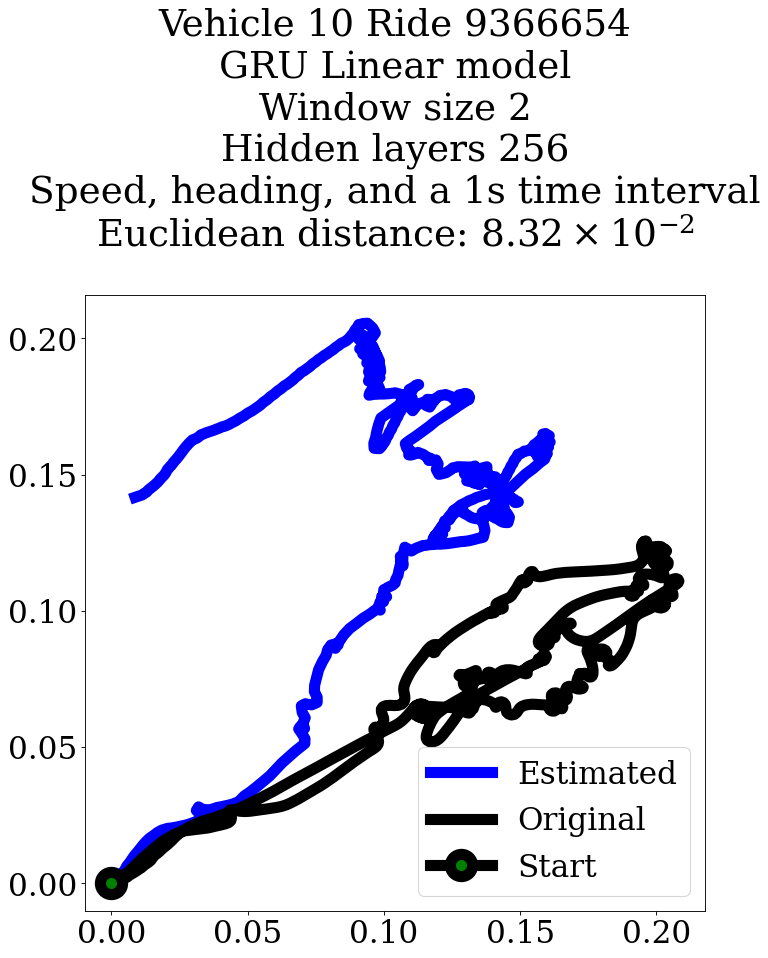 Vehicle 10 Ride 9366654
GRU Linear model
Window size 2
Hidden layers 256
Speed, heading, and a 1s time interval
Euclidean distance: 8.32 × 10⁻²
0.20
0.15
0.10
0.05
0.00
Estimated
Original
Start
0.00 0.05 0.10 0.15 0.20